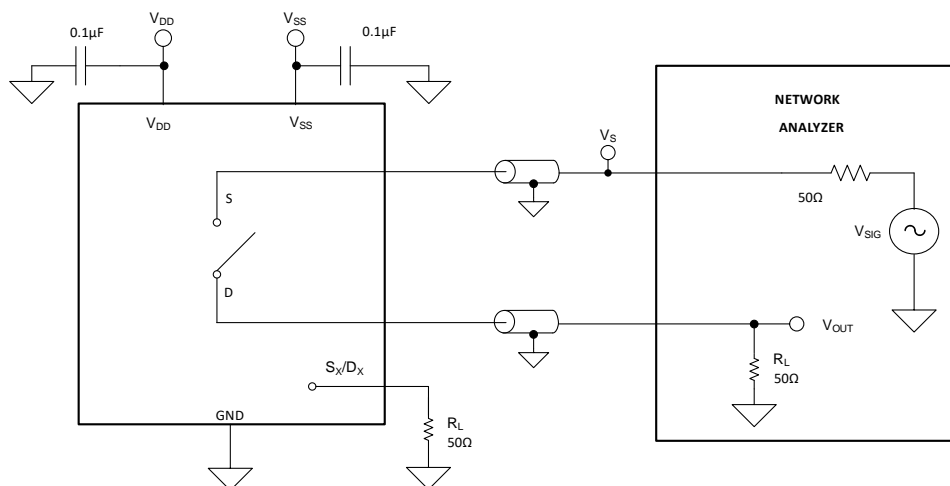 V_DD
V_SS
0.1µF
0.1µF
V_DD
V_SS
NETWORK
ANALYZER
V_S
S
50Ω
V_SIG
D
V_OUT
S_X/D_X
R_L
50Ω
GND
R_L
50Ω